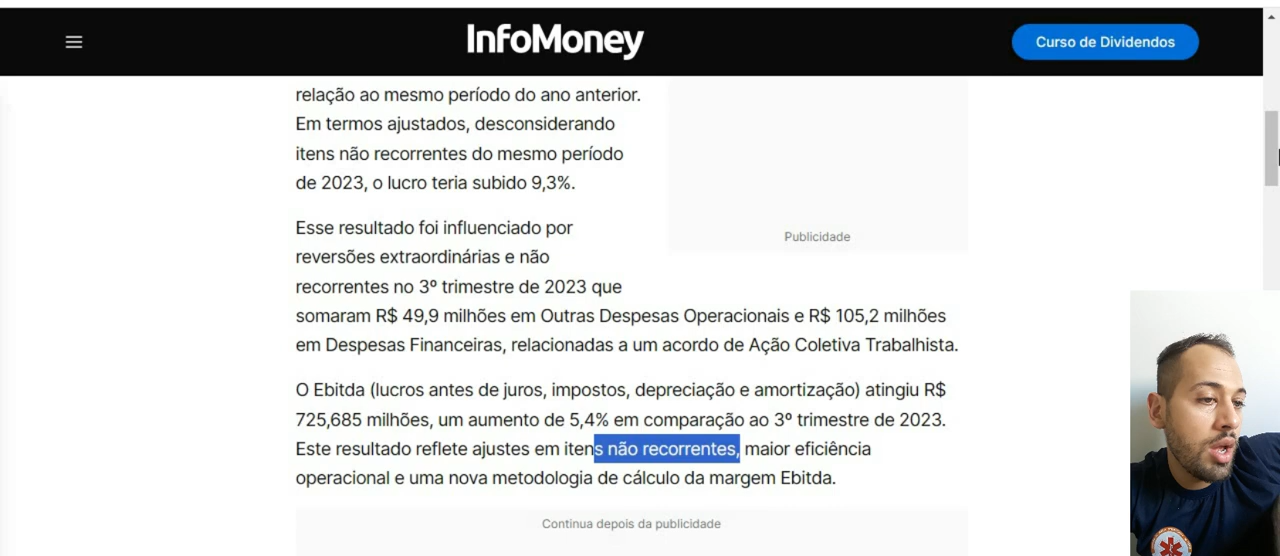 InfoMoney
Curso de Dividendos
relação ao mesmo período do ano anterior.
Em termos ajustados, desconsiderando
itens não recorrentes do mesmo período
de 2023, o lucro teria subido 9,3%.
Publicidade
Esse resultado foi influenciado por
reversões extraordinárias e não
recorrentes no 3º trimestre de 2023 que
somaram R$ 49,9 milhões em Outras Despesas Operacionais e R$ 105,2 milhões
em Despesas Financeiras, relacionadas a um acordo de Ação Coletiva Trabalhista.
O Ebitda (lucros antes de juros, impostos, depreciação e amortização) atingiu R$
725,685 milhões, um aumento de 5,4% em comparação ao 3º trimestre de 2023.
Este resultado reflete ajustes em itens não recorrentes, maior eficiência
operacional e uma nova metodologia de cálculo da margem Ebitda.
Continua depois da publicidade